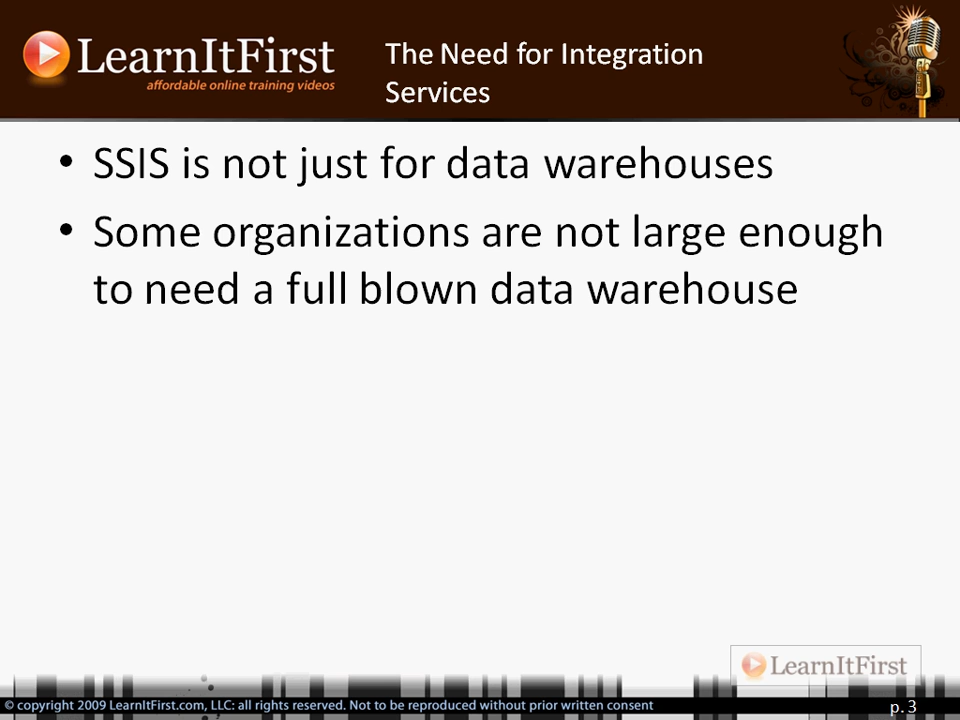 LearnItFirst
affordable online training videos
The Need for Integration
Services
• SSIS is not just for data warehouses
• Some organizations are not large enough
to need a full blown data warehouse
LearnItFirst
© copyright 2009 LearnItFirst.com, LLC: all rights reserved. Not to be reproduced without prior written consent
p. 3